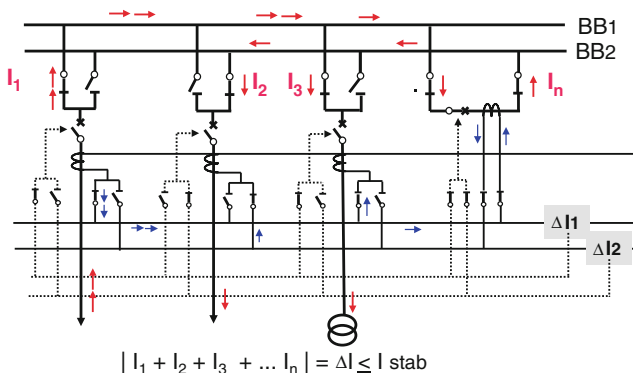 BB1
BB2
I1
I2
I3
In
ΔI1
ΔI2
| I1 + I2 + I3 + ... In | = ΔI ≤ I stab